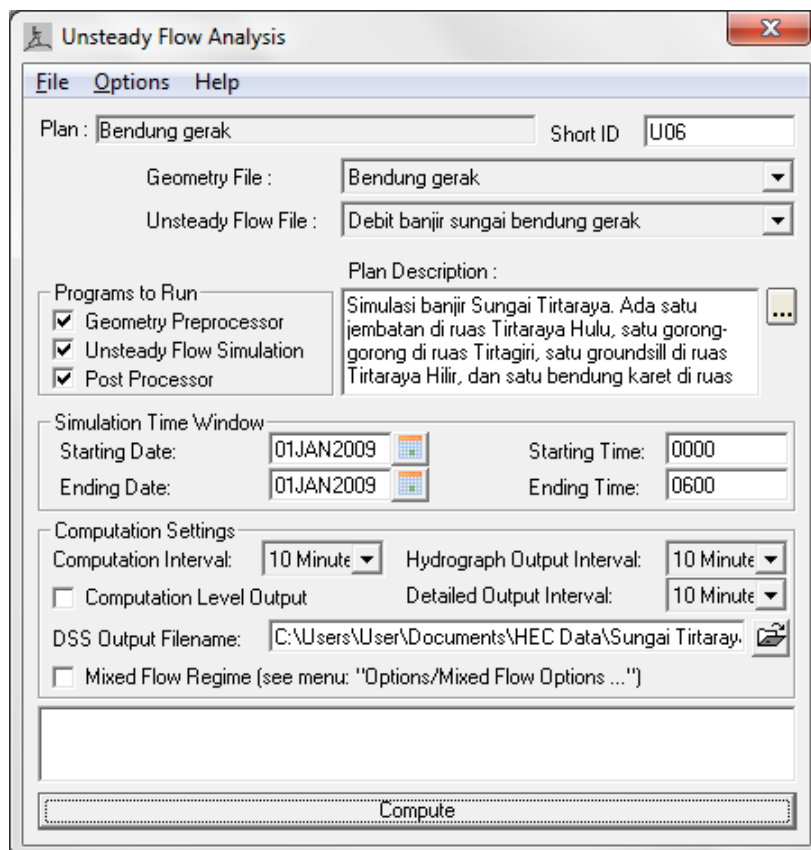 Unsteady Flow Analysis
File Options Help
Plan : Bendung gerak Short ID U06
Geometry File : Bendung gerak
Unsteady Flow File : Debit banjir sungai bendung gerak
Plan Description :
Programs to Run
Simulasi banjir Sungai Tirtaraya. Ada satu
Geometry Preprocessor
jembatan di ruas Tirtaraya Hulu, satu gorong-
Unsteady Flow Simulation
gorong di ruas Tirtagiri, satu groundsill di ruas
Post Processor
Tirtaraya Hilir, dan satu bendung karet di ruas
...
Simulation Time Window
Starting Date: 01JAN2009 Starting Time: 0000
Ending Date: 01JAN2009 Ending Time: 0600
Computation Settings
Computation Interval: 10 Minute Hydrograph Output Interval: 10 Minute
Computation Level Output Detailed Output Interval: 10 Minute
DSS Output Filename: C:\Users\User\Documents\HEC Data\Sungai Tirtaray
Mixed Flow Regime (see menu: "Options/Mixed Flow Options ...")
Compute